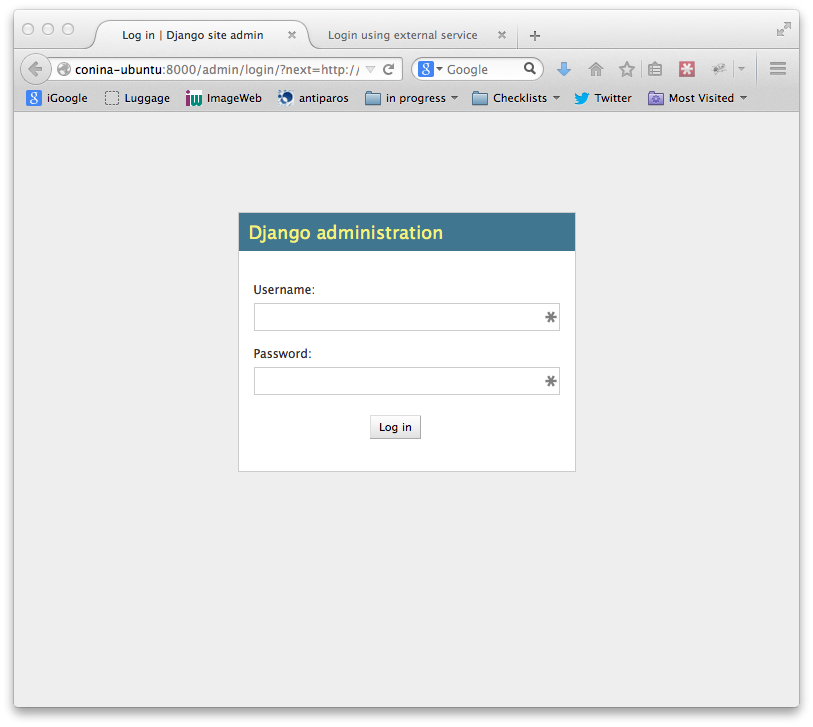 Log in | Django site admin
Login using external service
conina-ubuntu:8000/admin/login/?next=http://
Google
iGoogle
Luggage
ImageWeb
antiparos
in progress
Checklists
Twitter
Most Visited
Django administration
Username:
Password:
Log in